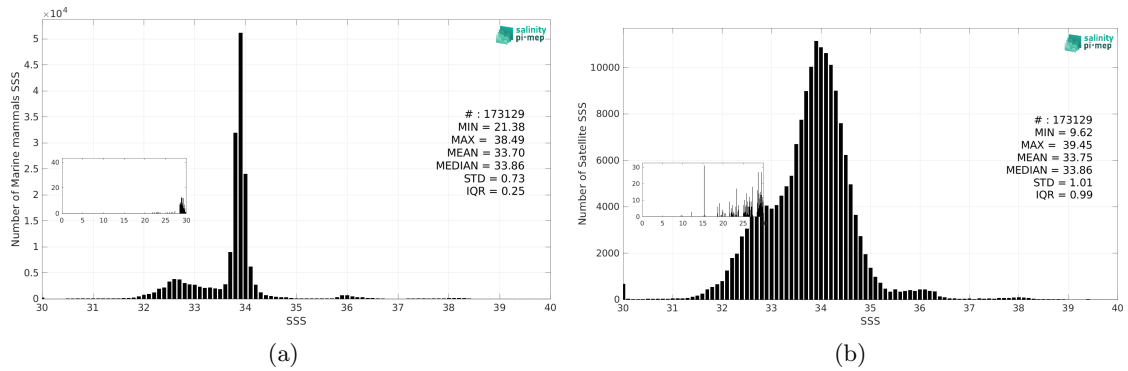 ×10⁴
5
4.5
4
3.5
3
2.5
2
1.5
1
0.5
0
Number of Marine mammals SSS
salinity
pi-mep
# : 173129
MIN = 21.38
MAX = 38.49
MEAN = 33.70
MEDIAN = 33.86
STD = 0.73
IQR = 0.25
40
20
0
0 5 10 15 20 25 30
30 31 32 33 34 35 36 37 38 39 40
SSS
(a)
10000
8000
6000
4000
2000
0
Number of Satellite SSS
salinity
pi-mep
# : 173129
MIN = 9.62
MAX = 39.45
MEAN = 33.75
MEDIAN = 33.86
STD = 1.01
IQR = 0.99
30
20
10
0
0 5 10 15 20 25
30 31 32 33 34 35 36 37 38 39 40
SSS
(b)